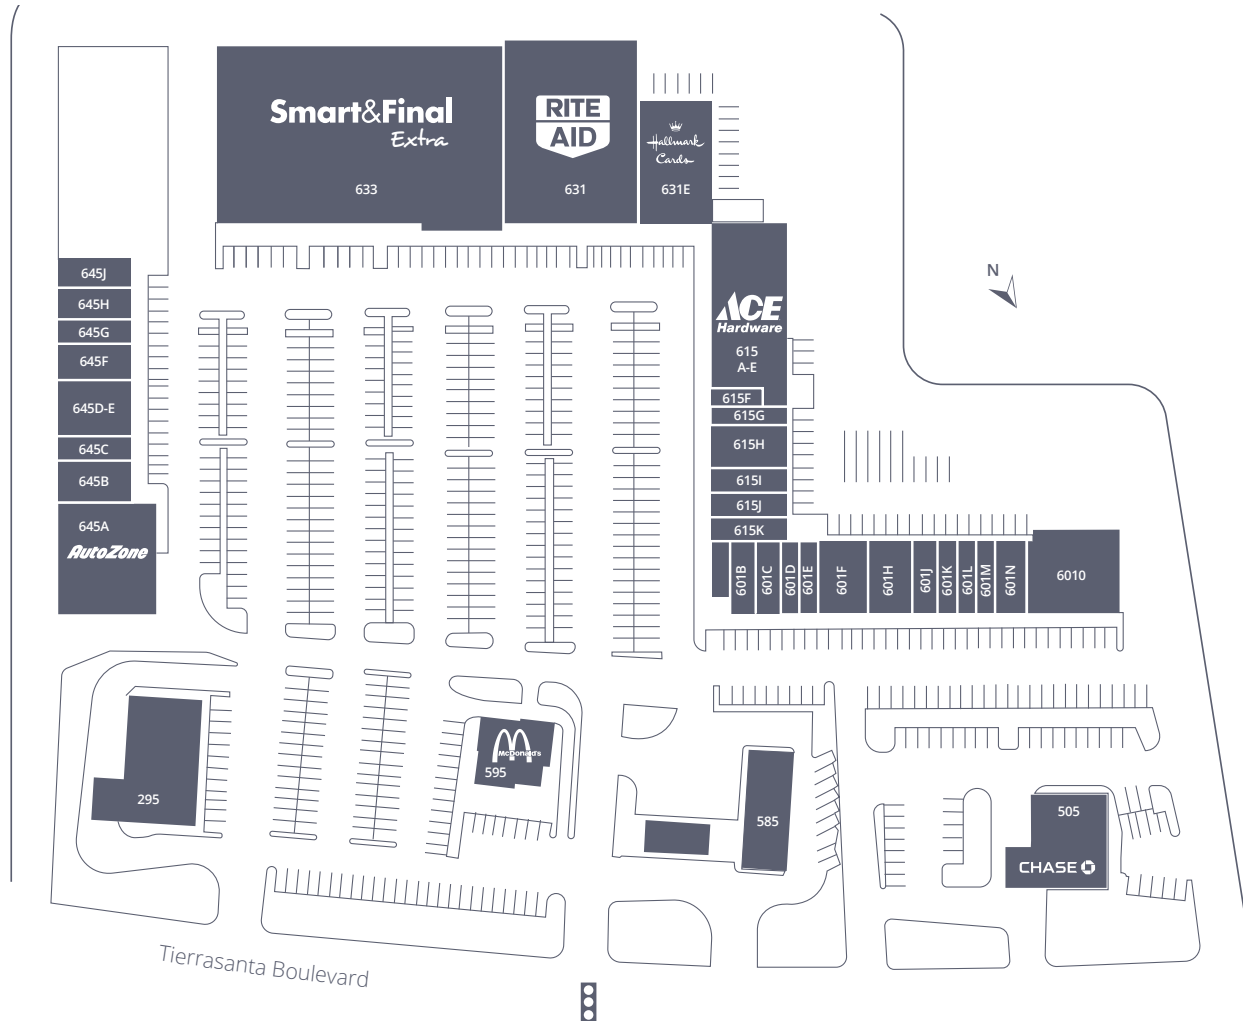 Smart&Final
Extra
633
RITE
AID
631
Hallmark
Cards
631E
N
ACE
Hardware
615
A-E
615F
615G
615H
615I
615J
615K
645J
645H
645G
645F
645D-E
645C
645B
645A
AutoZone
601B
601C
601D
601E
601F
601H
601J
601K
601L
601M
601N
6010
295
McDonald's
595
585
505
CHASE
Tierrasanta Boulevard